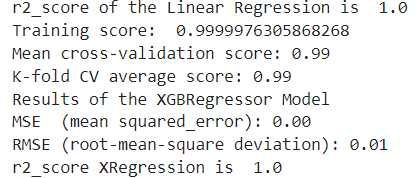 r2_score of the Linear Regression is  1.0
Training score:  0.9999976305868268
Mean cross-validation score: 0.99
K-fold CV average score: 0.99
Results of the XGBRegressor Model
MSE  (mean squared_error): 0.00
RMSE (root-mean-square deviation): 0.01
r2_score XRegression is  1.0